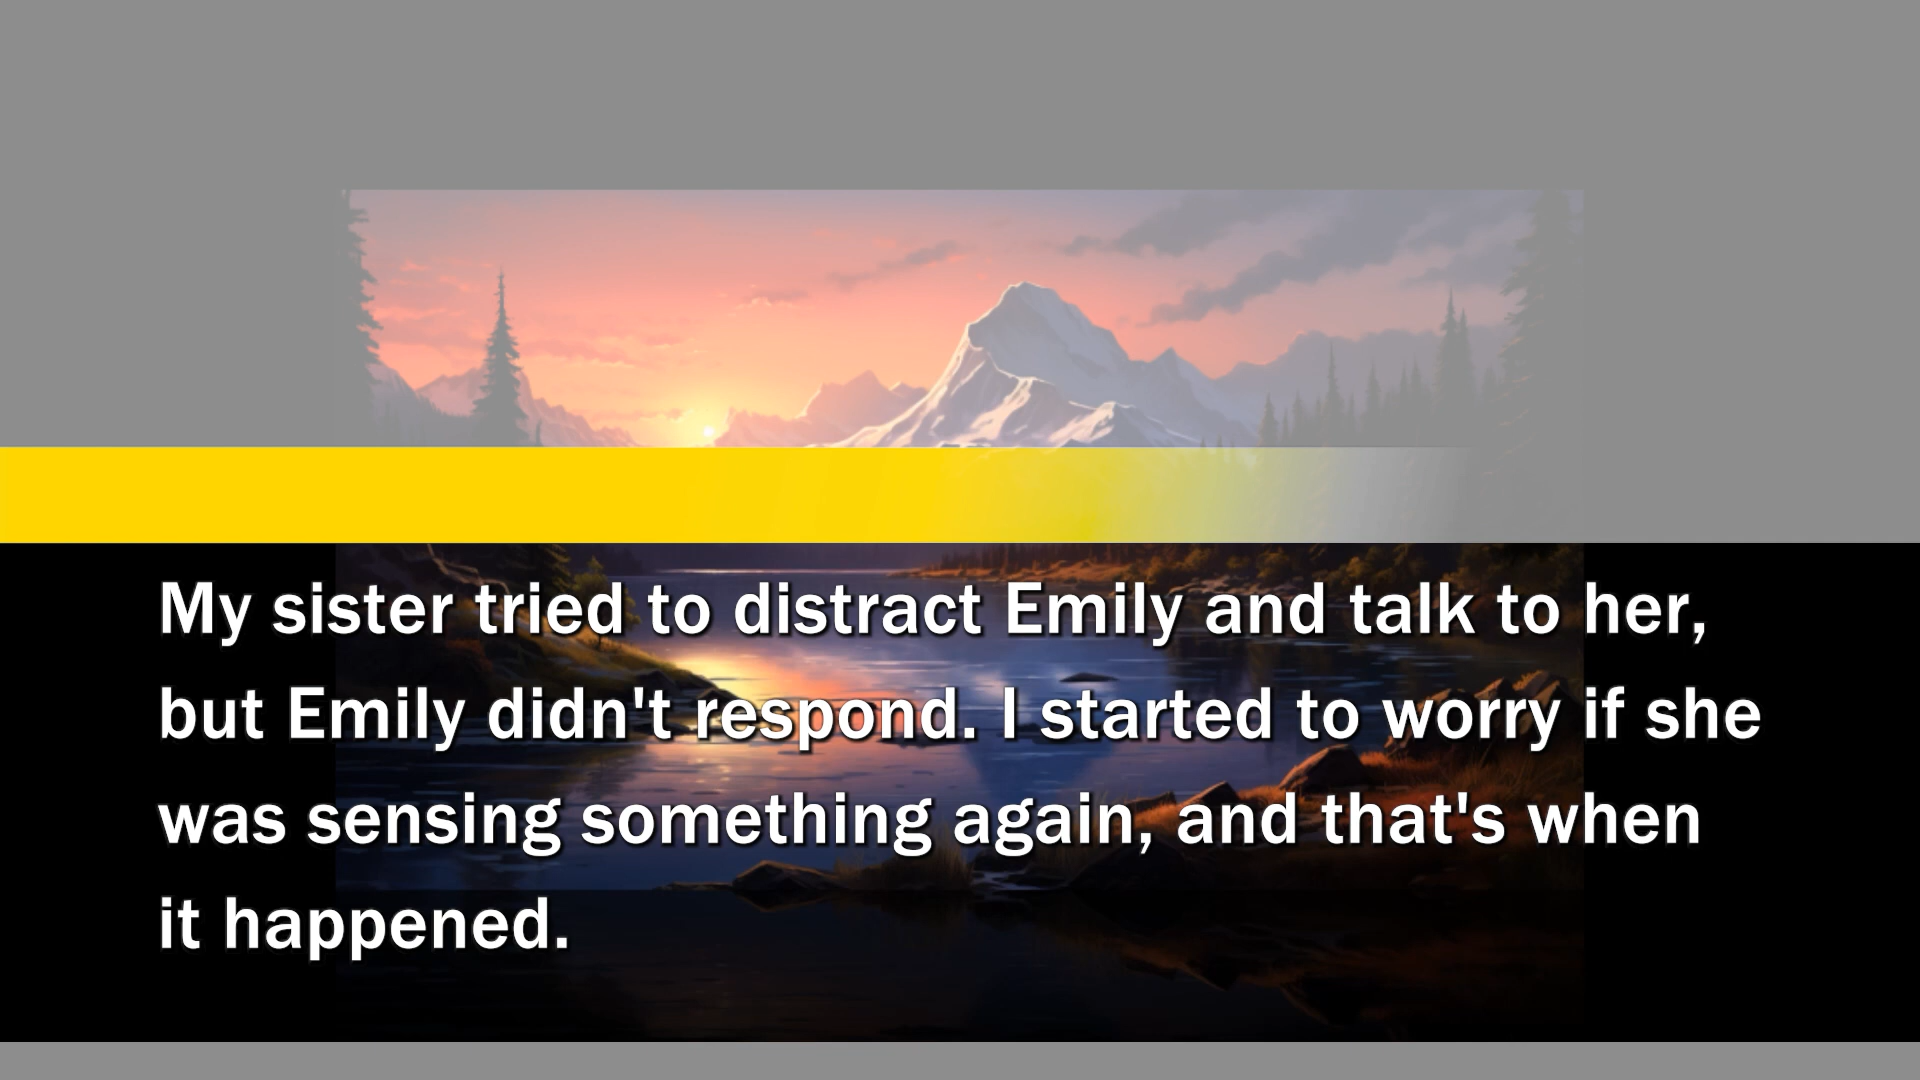 My sister tried to distract Emily and talk to her,
but Emily didn't respond. I started to worry if she
was sensing something again, and that's when
it happened.